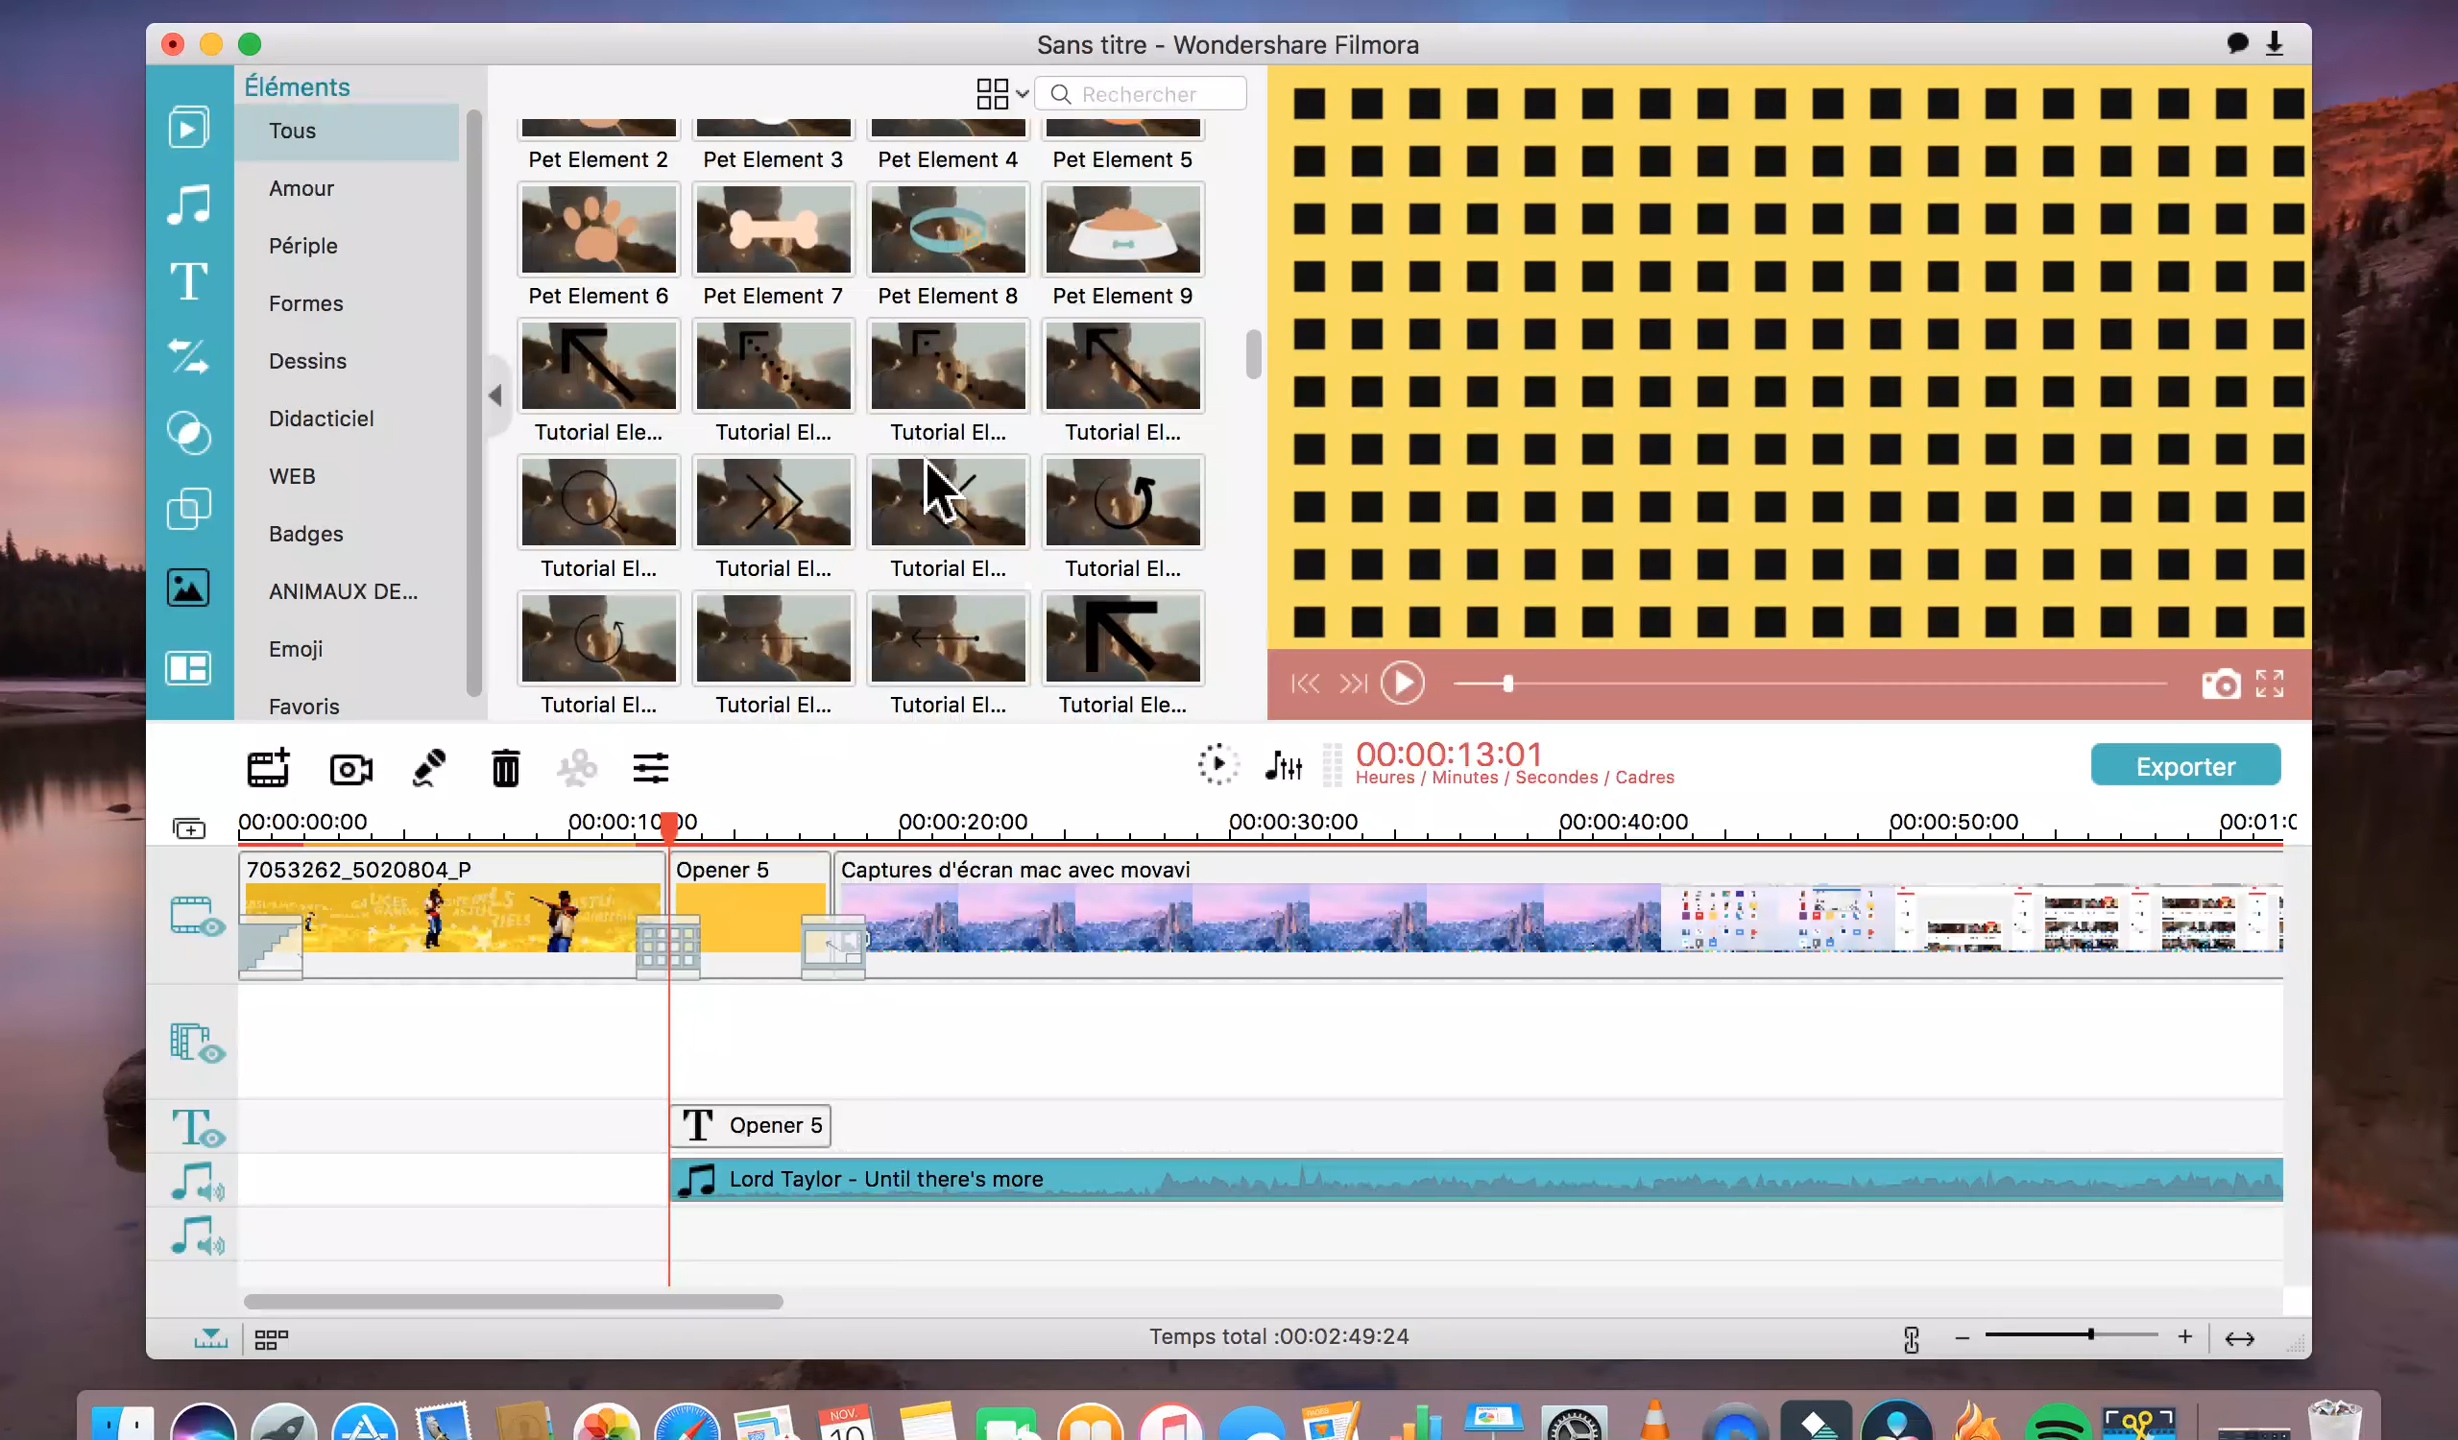 Sans titre - Wondershare Filmora
Éléments
Rechercher
Tous
Amour
Périple
Formes
Dessins
Didacticiel
WEB
Badges
ANIMAUX DE...
Emoji
Favoris
Pet Element 2 Pet Element 3 Pet Element 4 Pet Element 5
Pet Element 6 Pet Element 7 Pet Element 8 Pet Element 9
Tutorial Ele... Tutorial El... Tutorial El... Tutorial El...
Tutorial El... Tutorial El... Tutorial El... Tutorial El...
Tutorial El... Tutorial El... Tutorial El... Tutorial Ele...
00:00:13:01
Heures / Minutes / Secondes / Cadres
Exporter
00:00:00:00 00:00:10:00 00:00:20:00 00:00:30:00 00:00:40:00 00:00:50:00 00:01:0
7053262_5020804_P Opener 5 Captures d'écran mac avec movavi
T Opener 5
Lord Taylor - Until there's more
Temps total :00:02:49:24
NOV.
10
PAGES